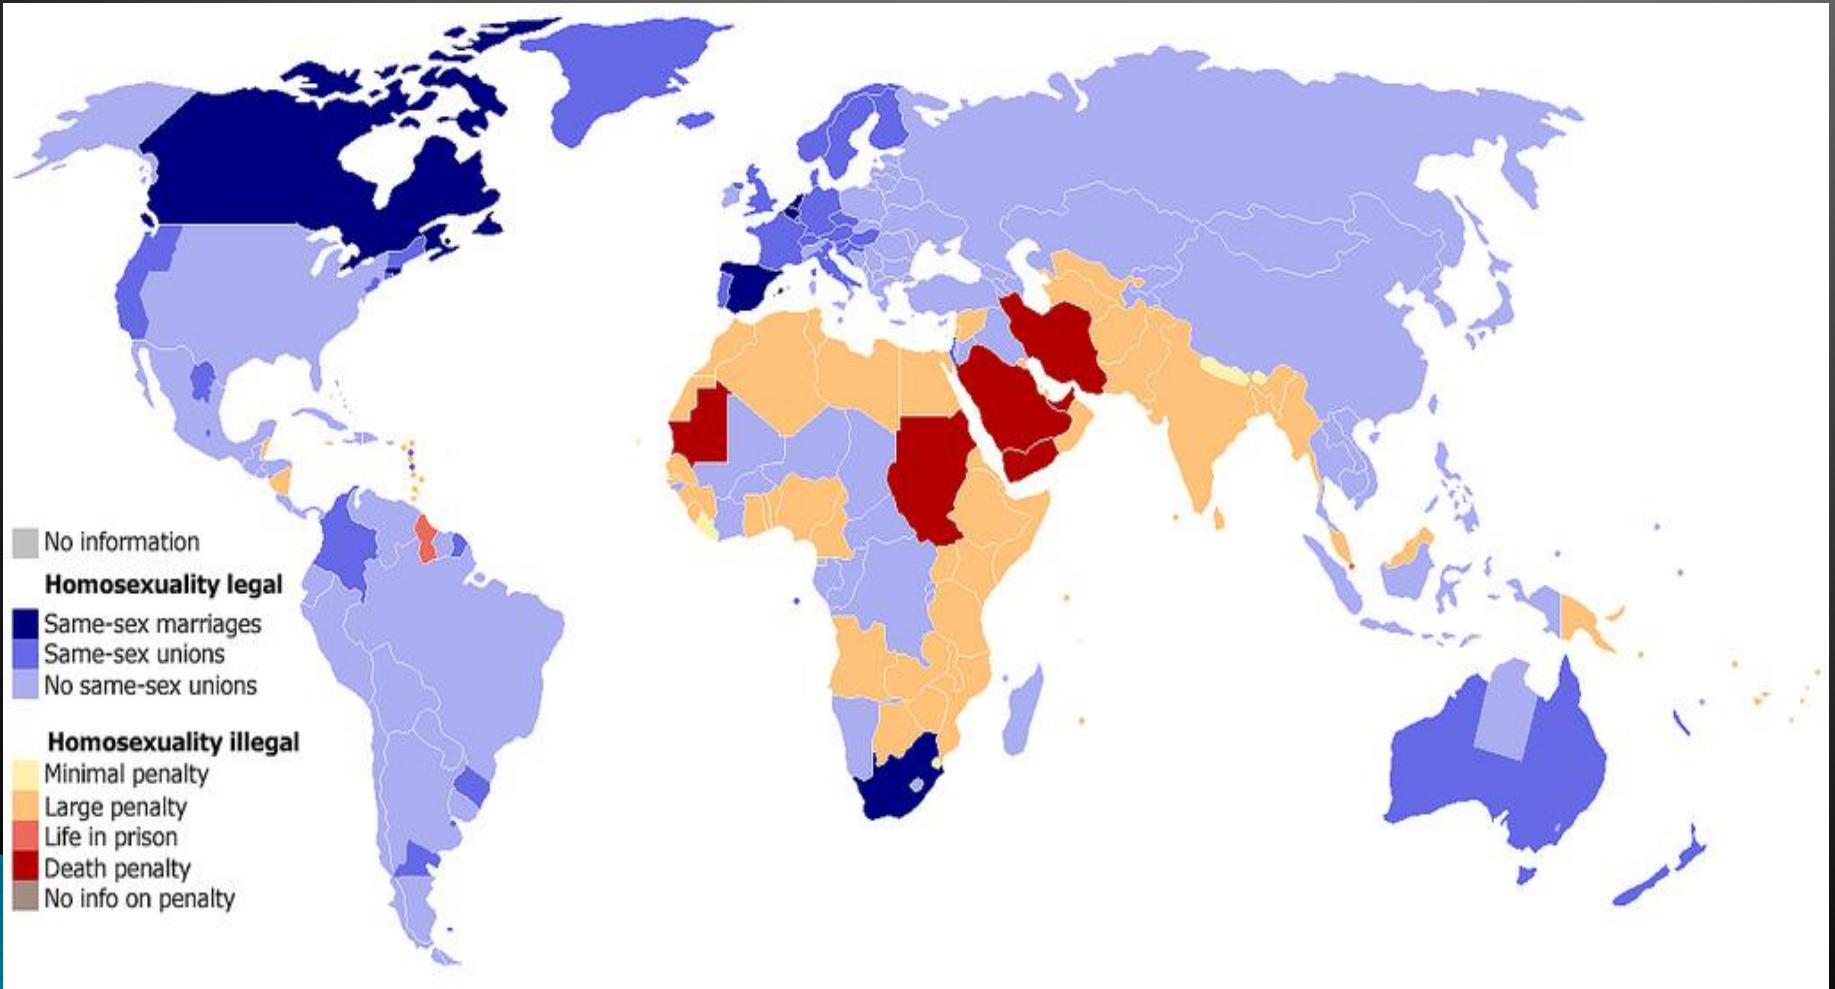 No information
Homosexuality legal
Same-sex marriages
Same-sex unions
No same-sex unions
Homosexuality illegal
Minimal penalty
Large penalty
Life in prison
Death penalty
No info on penalty